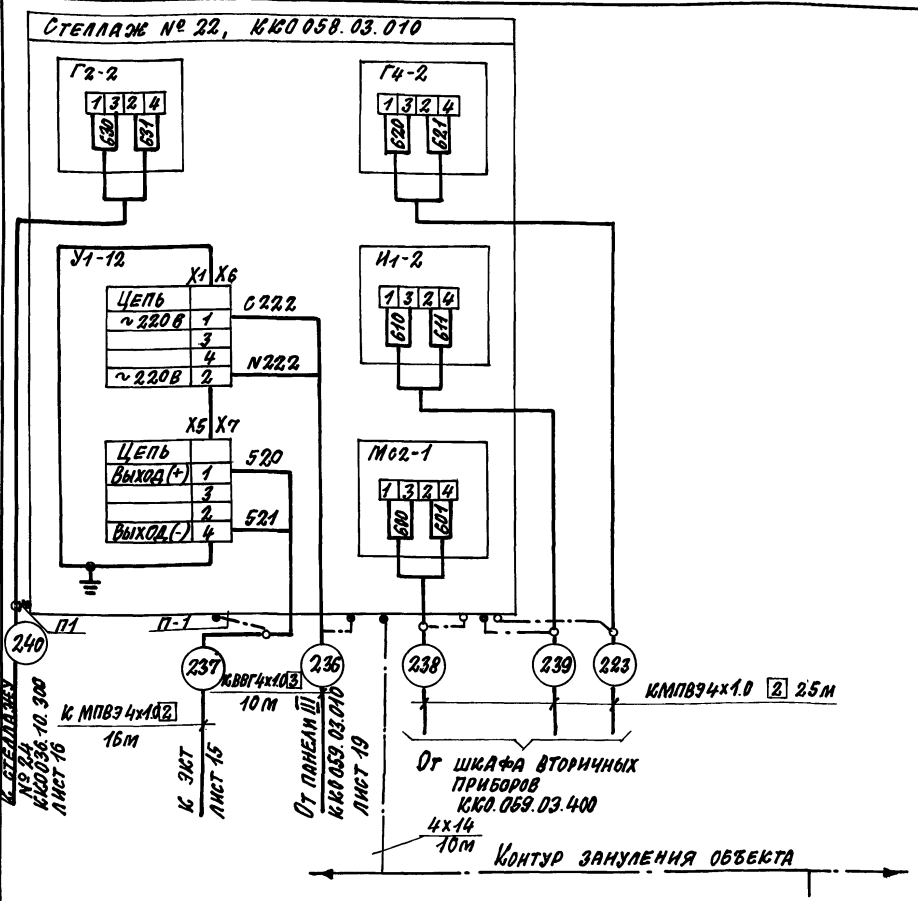 СТЕЛЛАЖ № 22, ККО 058.03.010
Г2-2
1 3 2 4
630 631
Г4-2
1 3 2 4
620 621
У1-12
X1 X6
ЦЕПЬ
~220В 1
3
4
~220В 2
С222
N222
X5 X7
ЦЕПЬ
ВЫХОД(+) 1
3
2
ВЫХОД(-) 4
520
521
И1-2
1 3 2 4
610 611
МС2-1
1 3 2 4
600 601
П1
П-1
240
237
236
238
239
223
К СТЕЛЛАЖУ
№ 24
ККО 036.10.300
ЛИСТ 16
КМПВЭ 4х1.0 2
16м
К ЭКТ
ЛИСТ 15
КВВГ4х1.0 3
10м
ОТ ПАНЕЛИ III
ККО 059.03.010
ЛИСТ 19
КМПВЭ4х1.0 2 25м
ОТ ШКАФА ВТОРИЧНЫХ
ПРИБОРОВ
ККО.059.03.400
4х14
10м
КОНТУР ЗАНУЛЕНИЯ ОБЪЕКТА